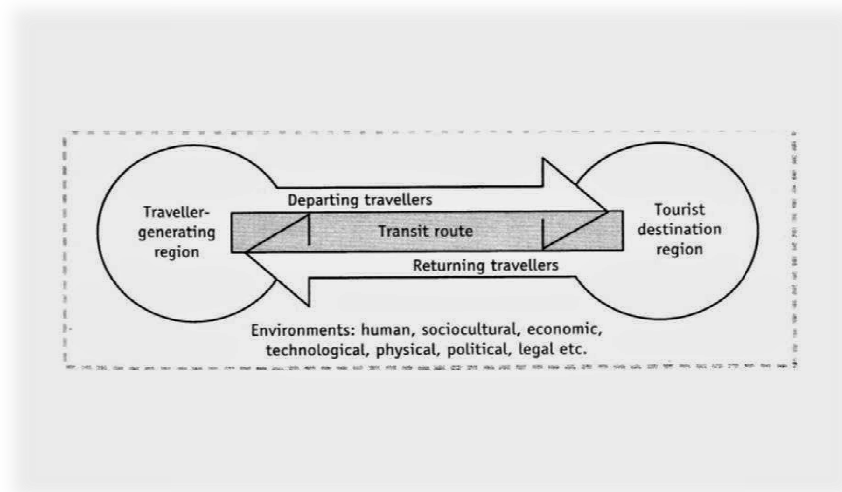 Departing travellers
Traveller-
generating
region
Transit route
Tourist
destination
region
Returning travellers
Environments: human, sociocultural, economic,
technological, physical, political, legal etc.